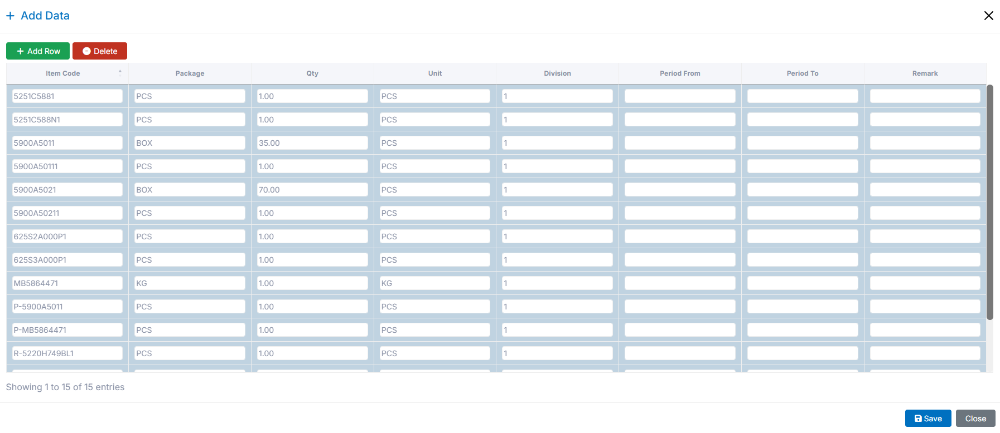 + Add Data
+ Add Row Delete
Item Code Package Qty Unit Division Period From Period To Remark
5251C5881 PCS 1.00 PCS 1
5251C588N1 PCS 1.00 PCS 1
5900A5011 BOX 35.00 PCS 1
5900A50111 PCS 1.00 PCS 1
5900A5021 BOX 70.00 PCS 1
5900A50211 PCS 1.00 PCS 1
625S2A000P1 PCS 1.00 PCS 1
625S3A000P1 PCS 1.00 PCS 1
MB5864471 KG 1.00 KG 1
P-5900A5011 PCS 1.00 PCS 1
P-MB5864471 PCS 1.00 PCS 1
R-5220H749BL1 PCS 1.00 PCS 1
Showing 1 to 15 of 15 entries
Save Close